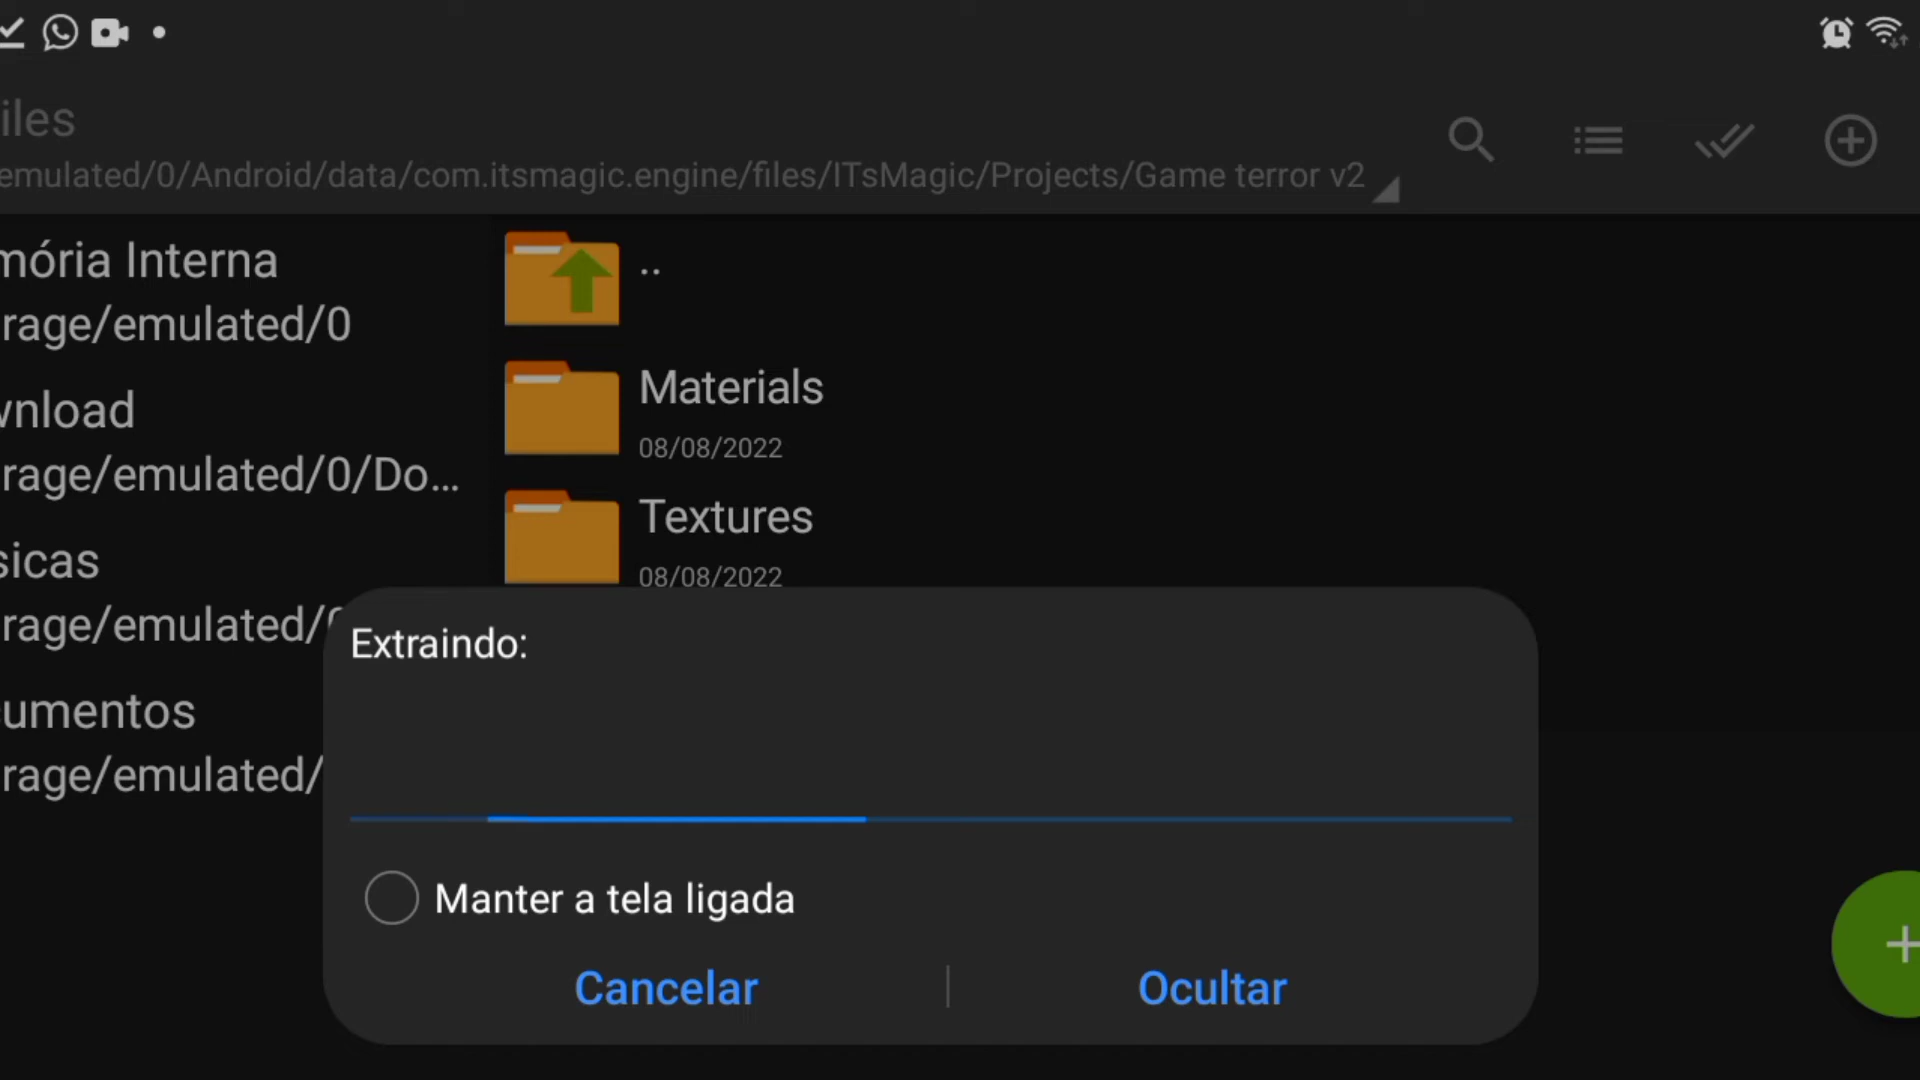 iles
emulated/0/Android/data/com.itsmagic.engine/files/ITsMagic/Projects/Game terror v2
mória Interna
rage/emulated/0
wnload
rage/emulated/0/Do...
sicas
rage/emulated/0
umentos
rage/emulated/
..
Materials
08/08/2022
Textures
08/08/2022
Extraindo:
Manter a tela ligada
Cancelar
Ocultar